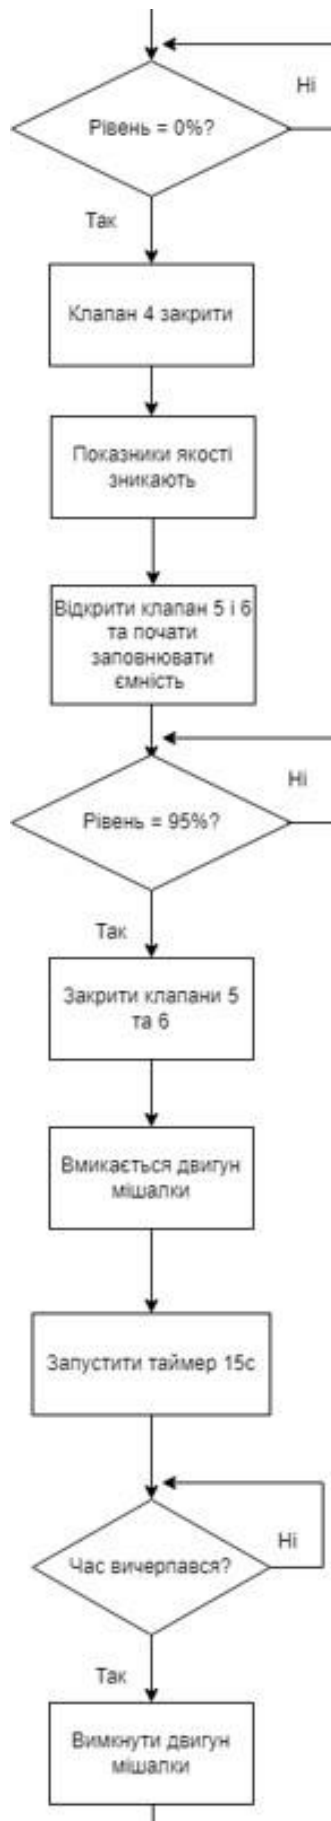 Ні
Рівень = 0%?
Так
Клапан 4 закрити
Показники якості
зникають
Відкрити клапан 5 і 6
та почати
заповнювати
ємність
Ні
Рівень = 95%?
Так
Закрити клапани 5
та 6
Вмикається двигун
мішалки
Запустити таймер 15с
Ні
Час вичерпався?
Так
Вимкнути двигун
мішалки